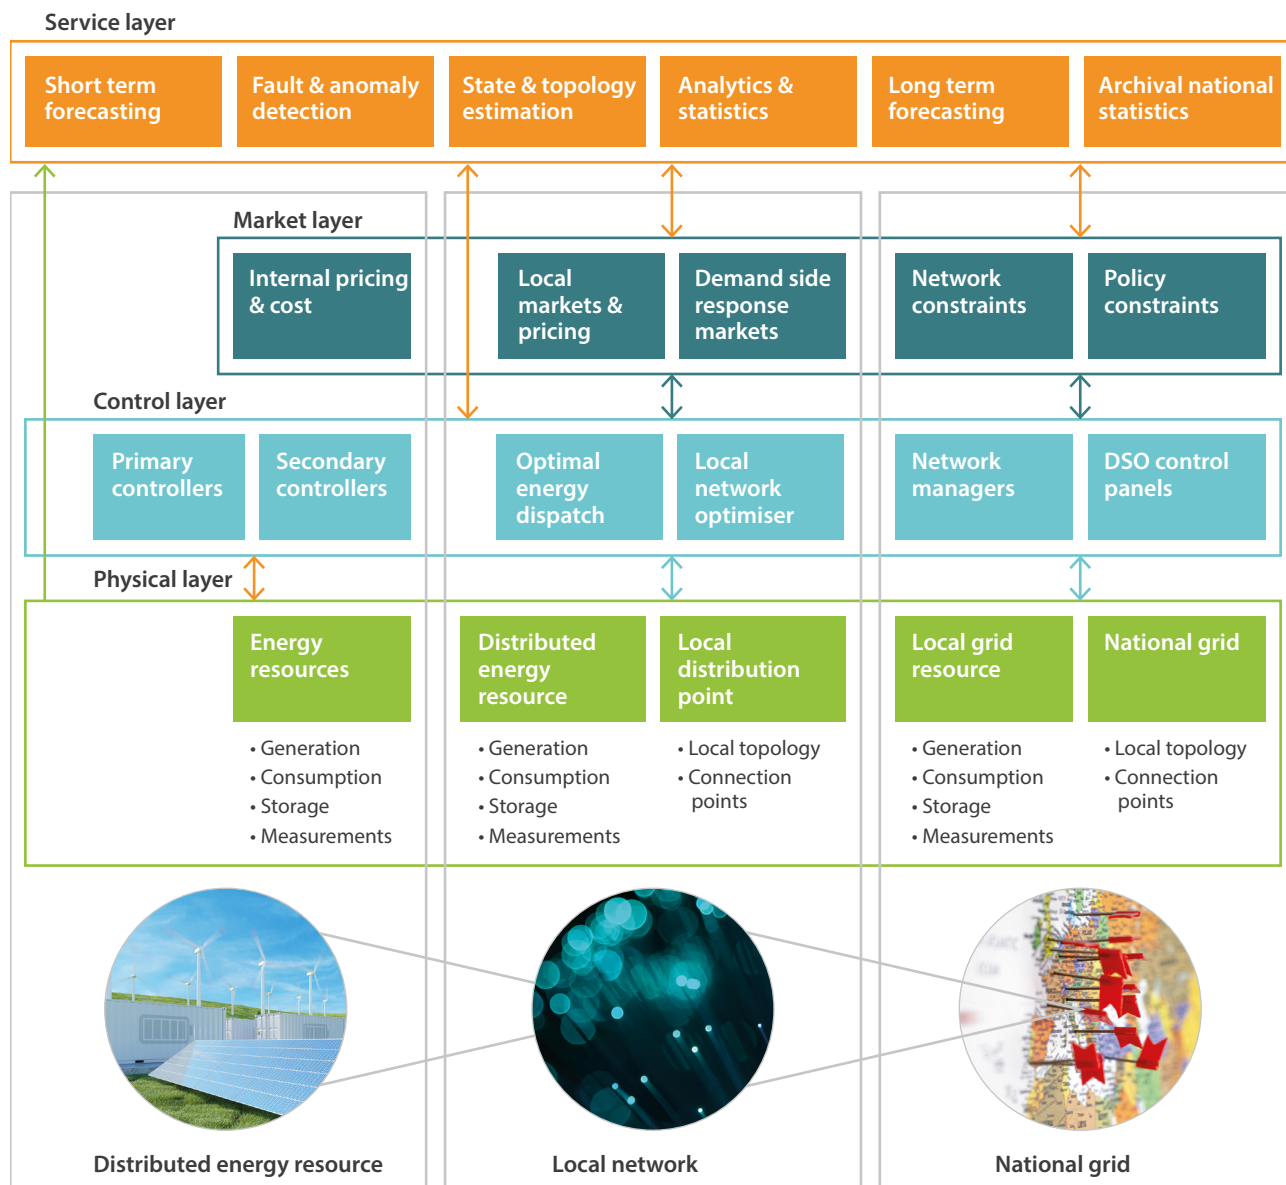 Service layer
Short term
forecasting
Fault & anomaly
detection
State & topology
estimation
Analytics &
statistics
Long term
forecasting
Archival national
statistics
Market layer
Internal pricing
& cost
Local
markets &
pricing
Demand side
response
markets
Network
constraints
Policy
constraints
Control layer
Primary
controllers
Secondary
controllers
Optimal
energy
dispatch
Local
network
optimiser
Network
managers
DSO control
panels
Physical layer
Energy
resources
• Generation
• Consumption
• Storage
• Measurements
Distributed
energy
resource
• Generation
• Consumption
• Storage
• Measurements
Local
distribution
point
• Local topology
• Connection
points
Local grid
resource
• Generation
• Consumption
• Storage
• Measurements
National grid
• Local topology
• Connection
points
Distributed energy resource
Local network
National grid